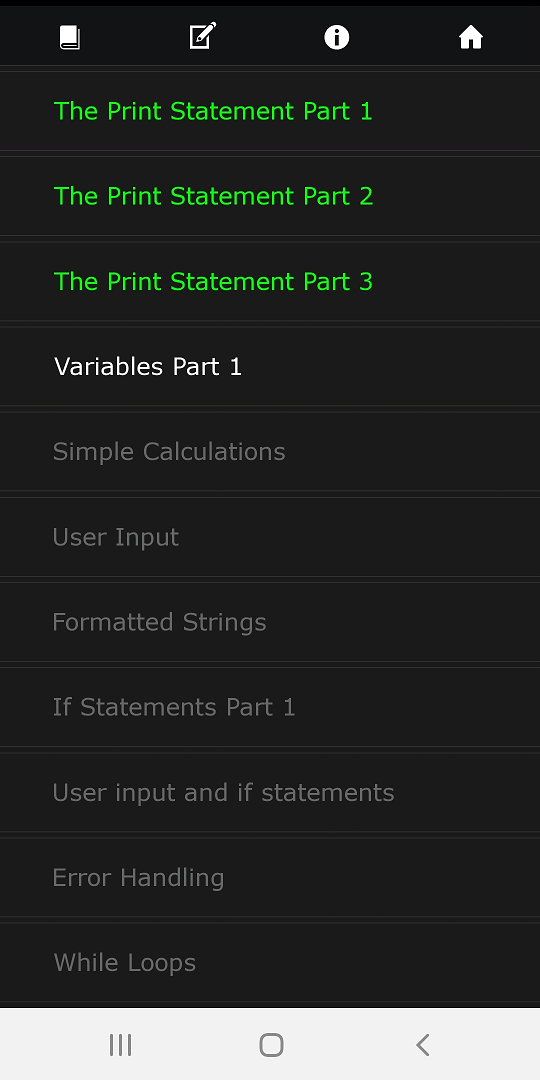 The Print Statement Part 1
The Print Statement Part 2
The Print Statement Part 3
Variables Part 1
Simple Calculations
User Input
Formatted Strings
If Statements Part 1
User input and if statements
Error Handling
While Loops